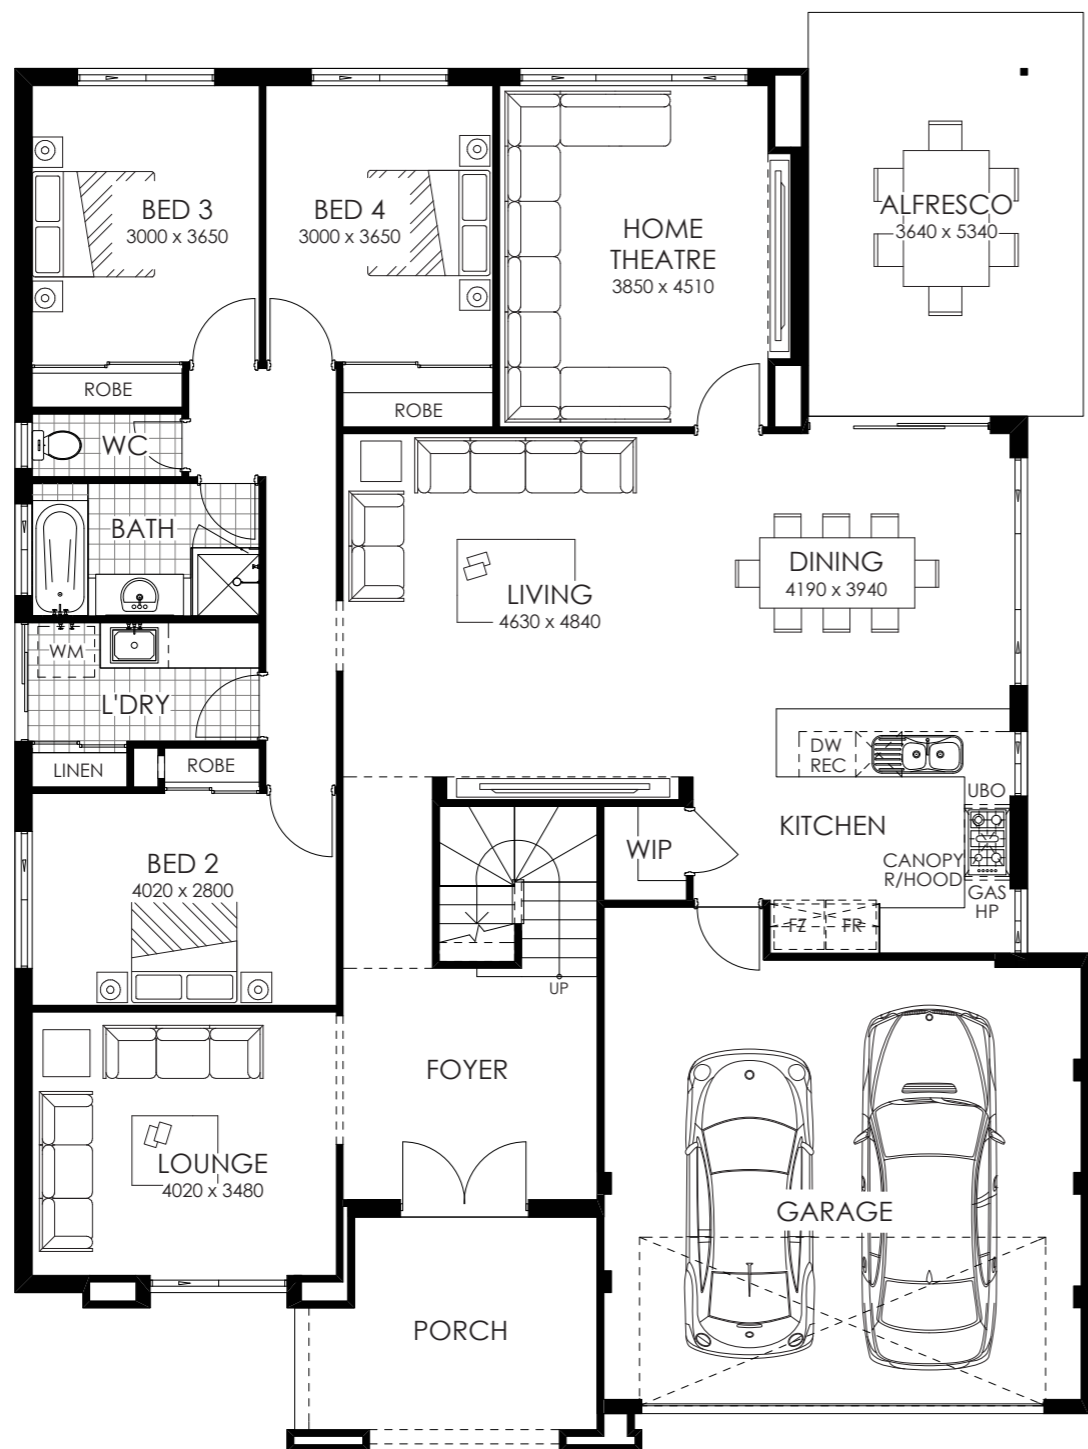 BED 3
3000 x 3650
BED 4
3000 x 3650
HOME
THEATRE
3850 x 4510
ALFRESCO
3640 x 5340
ROBE
ROBE
WC
BATH
LIVING
4630 x 4840
DINING
4190 x 3940
WM
L'DRY
LINEN
ROBE
DW
REC
UBO
KITCHEN
CANOPY
R/HOOD
GAS
HP
WIP
BED 2
4020 x 2800
FZ
FR
UP
FOYER
LOUNGE
4020 x 3480
GARAGE
PORCH